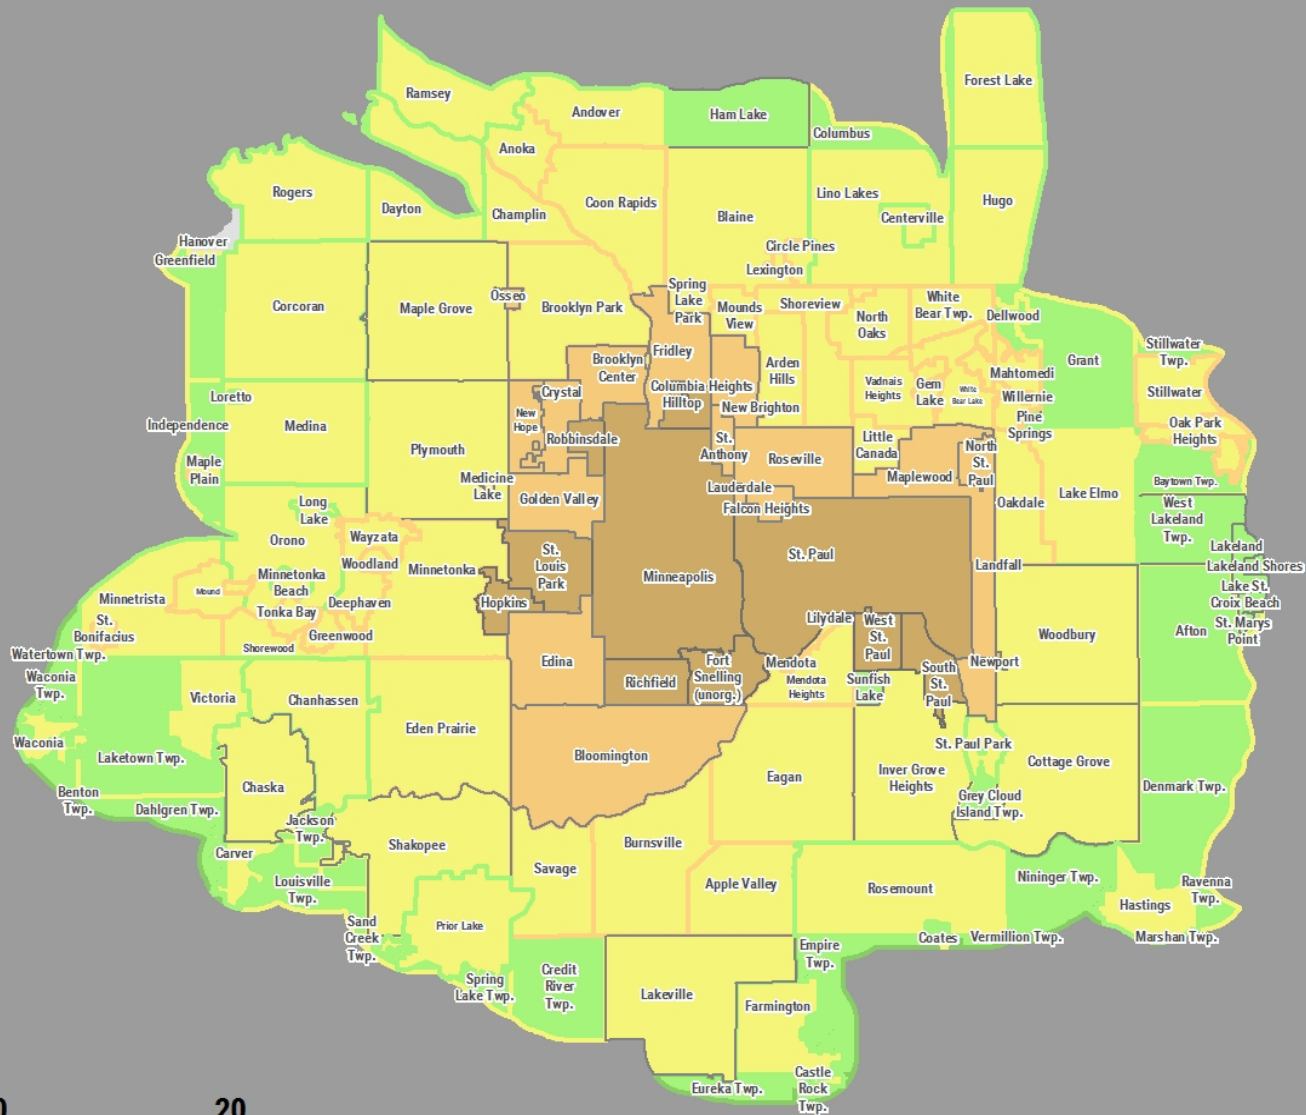 Forest Lake
Ramsey
Andover
Ham Lake
Columbus
Anoka
Rogers
Dayton
Champlin
Coon Rapids
Blaine
Lino Lakes
Centerville
Hugo
Hanover
Greenfield
Circle Pines
Lexington
Corcoran
Maple Grove
Osseo
Brooklyn Park
Spring
Lake
Park
Mounds
View
Shoreview
North
Oaks
White
Bear Twp.
Dellwood
Stillwater
Twp.
Grant
Brooklyn
Center
Fridley
Arden
Hills
Columbia Heights
Hilltop
New Brighton
Vadnais
Heights
Gem
Lake
White
Bear Lake
Mahtomedi
Willernie
Pine
Springs
Stillwater
Oak Park
Heights
Loretto
Independence
Medina
Crystal
New
Hope
Robbinsdale
St.
Anthony
Roseville
Little
Canada
North
St.
Paul
Maplewood
Maple
Plain
Plymouth
Medicine
Lake
Golden Valley
Lauderdale
Falcon Heights
Oakdale
Lake Elmo
Baytown Twp.
West
Lakeland
Twp.
Long
Lake
Orono
Wayzata
Woodland
Minnetonka
Minnetonka
Beach
Tonka Bay
Deephaven
Greenwood
Shorewood
Mound
Minnetrista
St.
Bonifacius
Watertown Twp.
St.
Louis
Park
Hopkins
Minneapolis
St. Paul
Landfall
Lakeland
Lakeland Shores
Lake St.
Croix Beach
St. Marys
Point
Afton
Woodbury
Lilydale
West
St.
Paul
Edina
Richfield
Fort
Snelling
(unorg.)
Mendota
Mendota
Heights
Sunfish
Lake
South
St.
Paul
Newport
Waconia
Twp.
Victoria
Chanhassen
Eden Prairie
Waconia
Laketown Twp.
Bloomington
Eagan
Inver Grove
Heights
St. Paul Park
Cottage Grove
Grey Cloud
Island Twp.
Denmark Twp.
Benton
Twp.
Dahlgren Twp.
Chaska
Jackson
Twp.
Carver
Shakopee
Louisville
Twp.
Savage
Burnsville
Apple Valley
Rosemount
Nininger Twp.
Hastings
Ravenna
Twp.
Marshan Twp.
Sand
Creek
Twp.
Prior Lake
Coates
Vermillion Twp.
Empire
Twp.
Spring
Lake Twp.
Credit
River
Twp.
Lakeville
Farmington
Castle
Rock
Twp.
Eureka Twp.
20